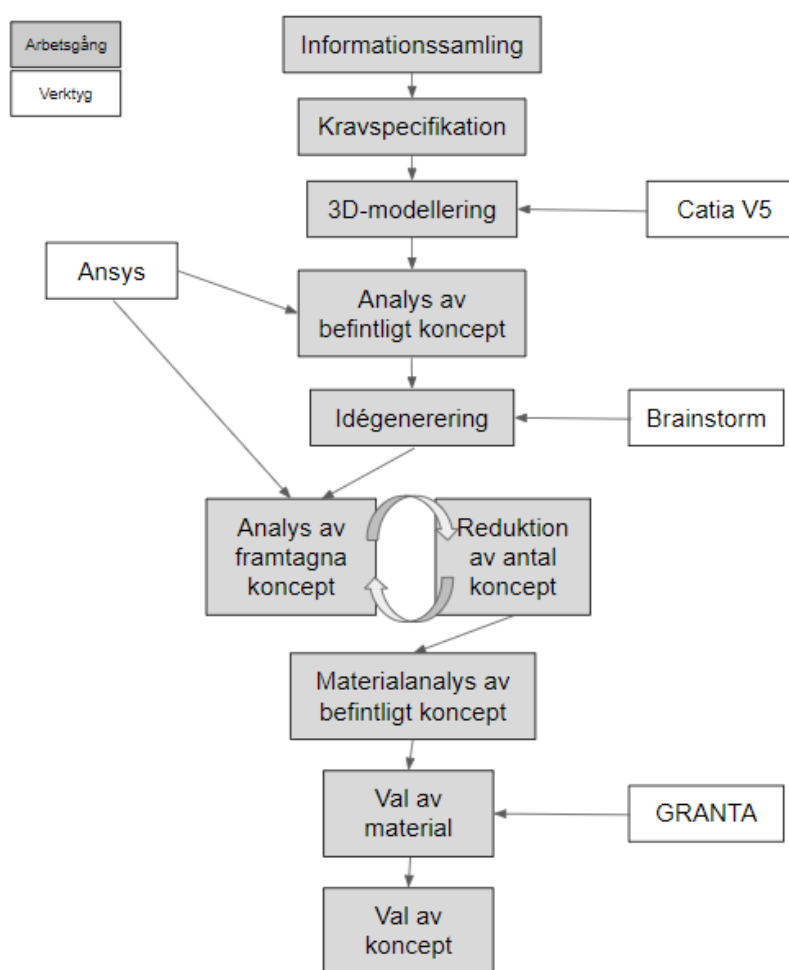 Arbetsgång
Verktyg
Informationssamling
Kravspecifikation
3D-modellering
Catia V5
Ansys
Analys av
befintligt koncept
Idégenerering
Brainstorm
Analys av
framtagna
koncept
Reduktion
av antal
koncept
Materialanalys av
befintligt koncept
Val av
material
GRANTA
Val av
koncept